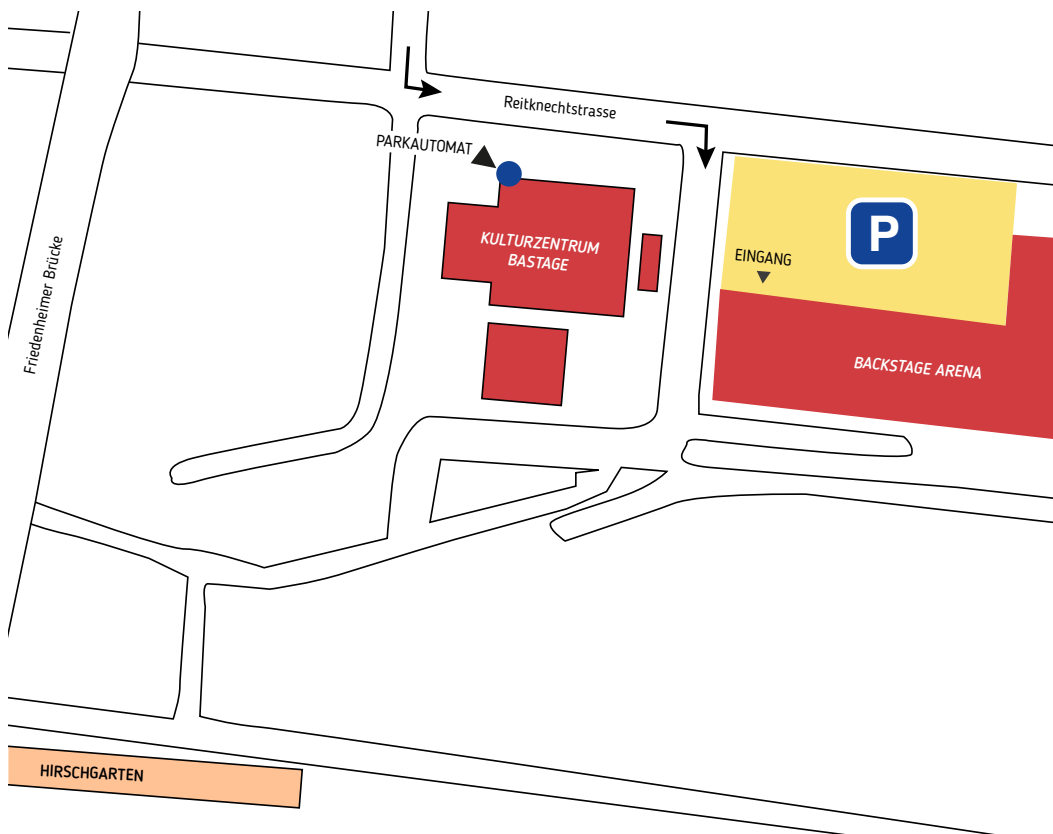 Reitknechtstrasse
PARKAUTOMAT
P
KULTURZENTRUM
BASTAGE
EINGANG
Friedenheimer Brücke
BACKSTAGE ARENA
HIRSCHGARTEN